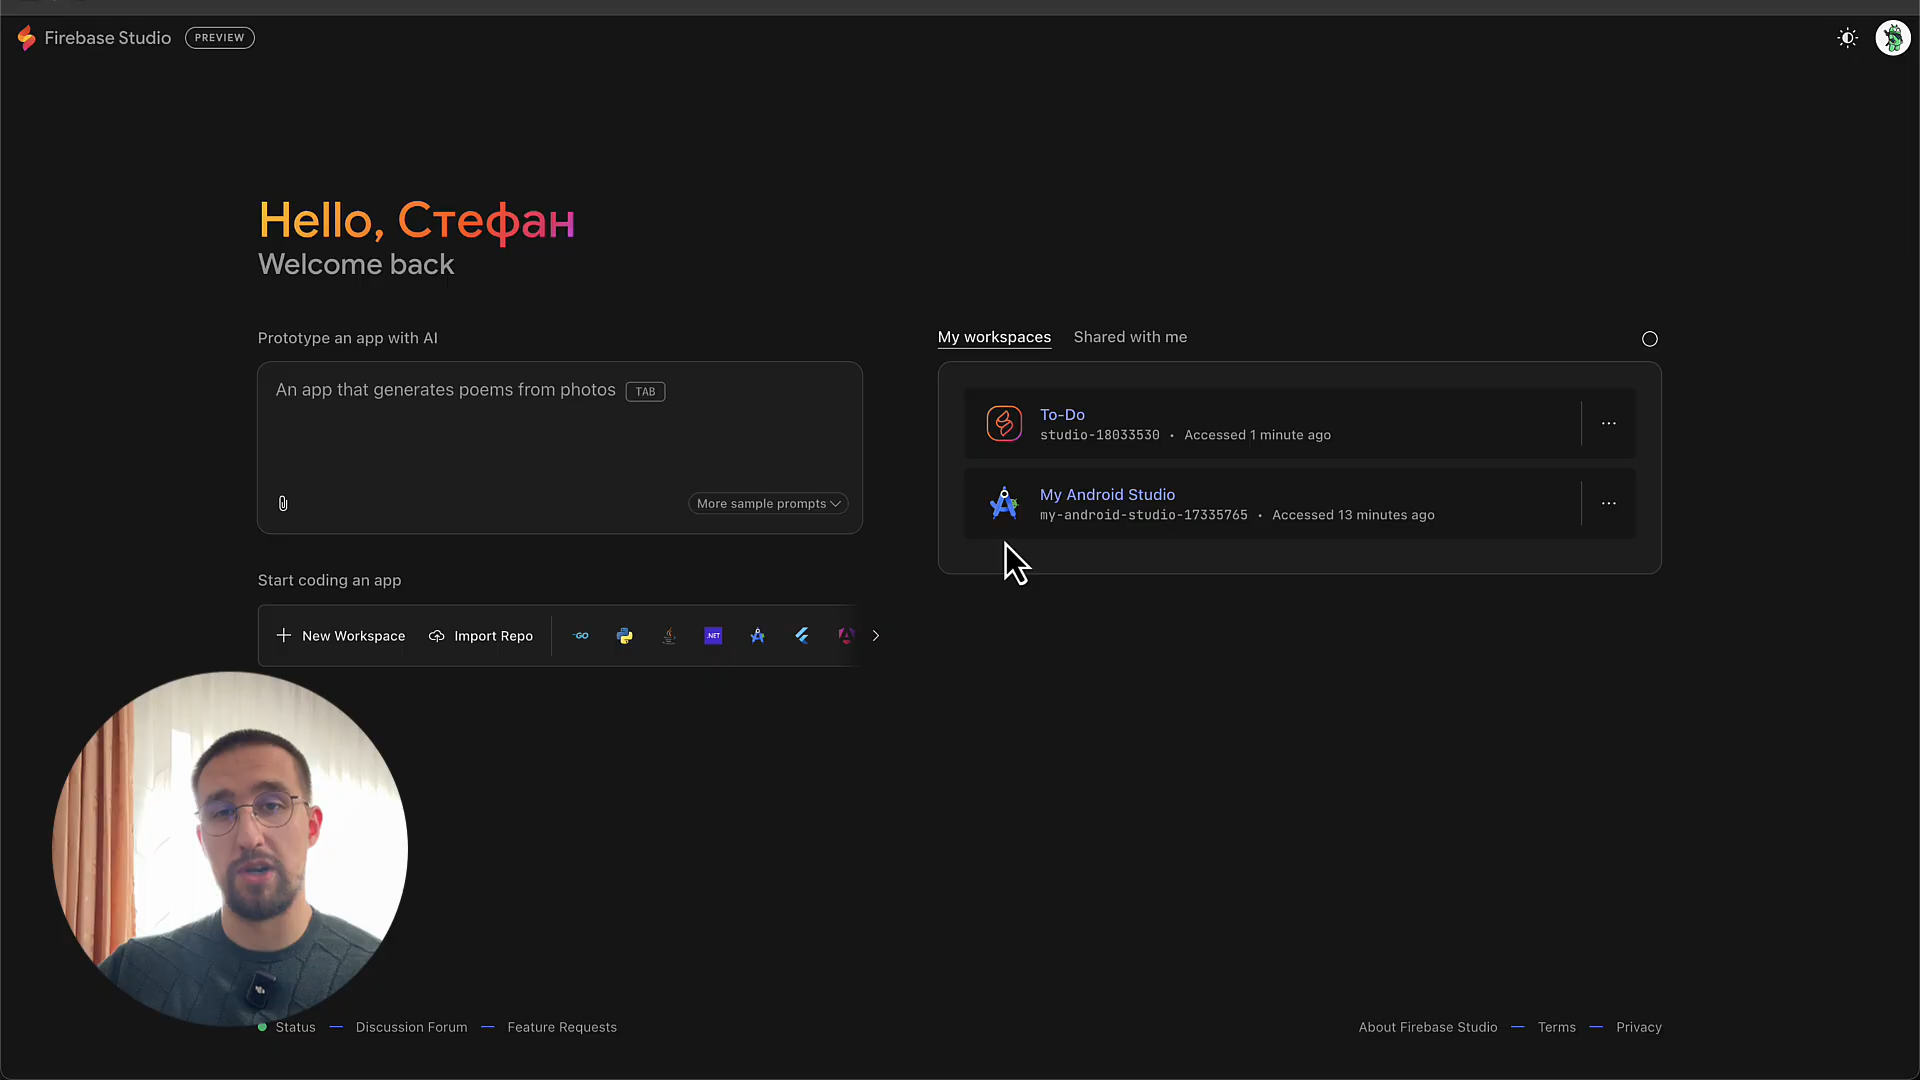 Firebase Studio PREVIEW
Hello, Стефан
Welcome back
Prototype an app with AI
An app that generates poems from photos TAB
More sample prompts
Start coding an app
New Workspace Import Repo GO .NET
My workspaces Shared with me
To-Do
studio-18033530 • Accessed 1 minute ago
My Android Studio
my-android-studio-17335765 • Accessed 13 minutes ago
Status — Discussion Forum — Feature Requests
About Firebase Studio — Terms — Privacy